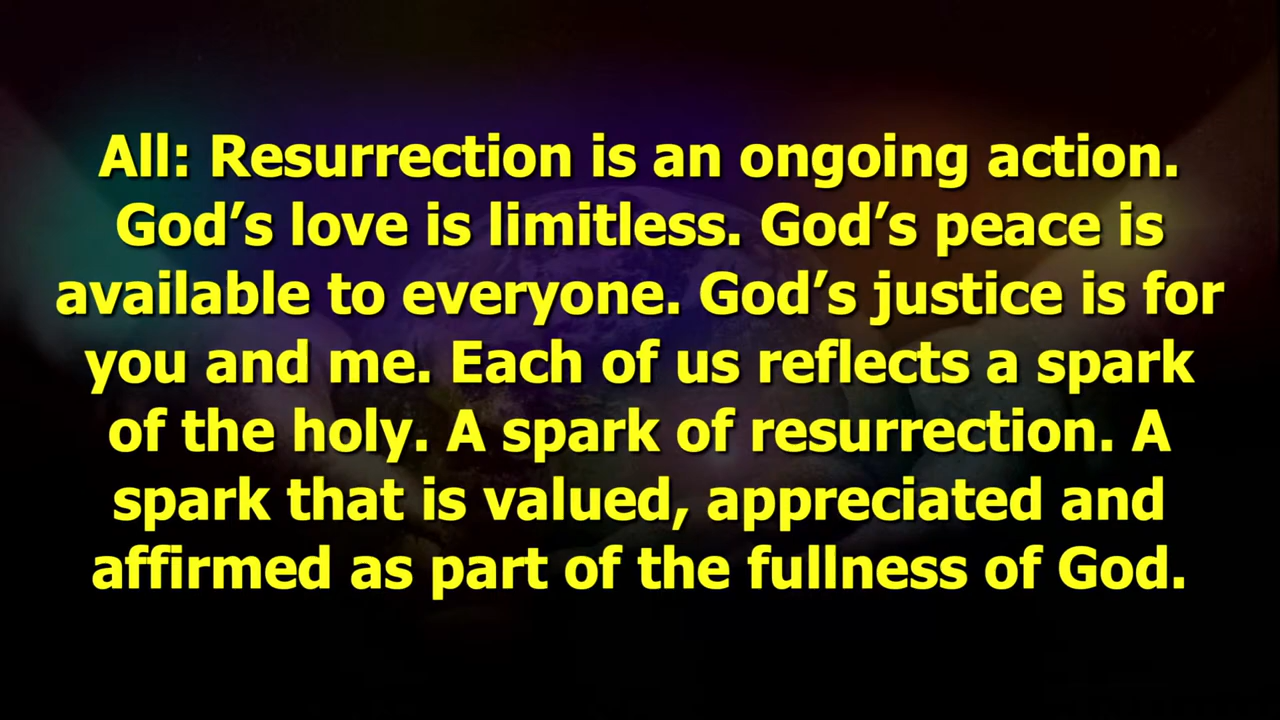 All: Resurrection is an ongoing action.
God’s love is limitless. God’s peace is
available to everyone. God’s justice is for
you and me. Each of us reflects a spark
of the holy. A spark of resurrection. A
spark that is valued, appreciated and
affirmed as part of the fullness of God.